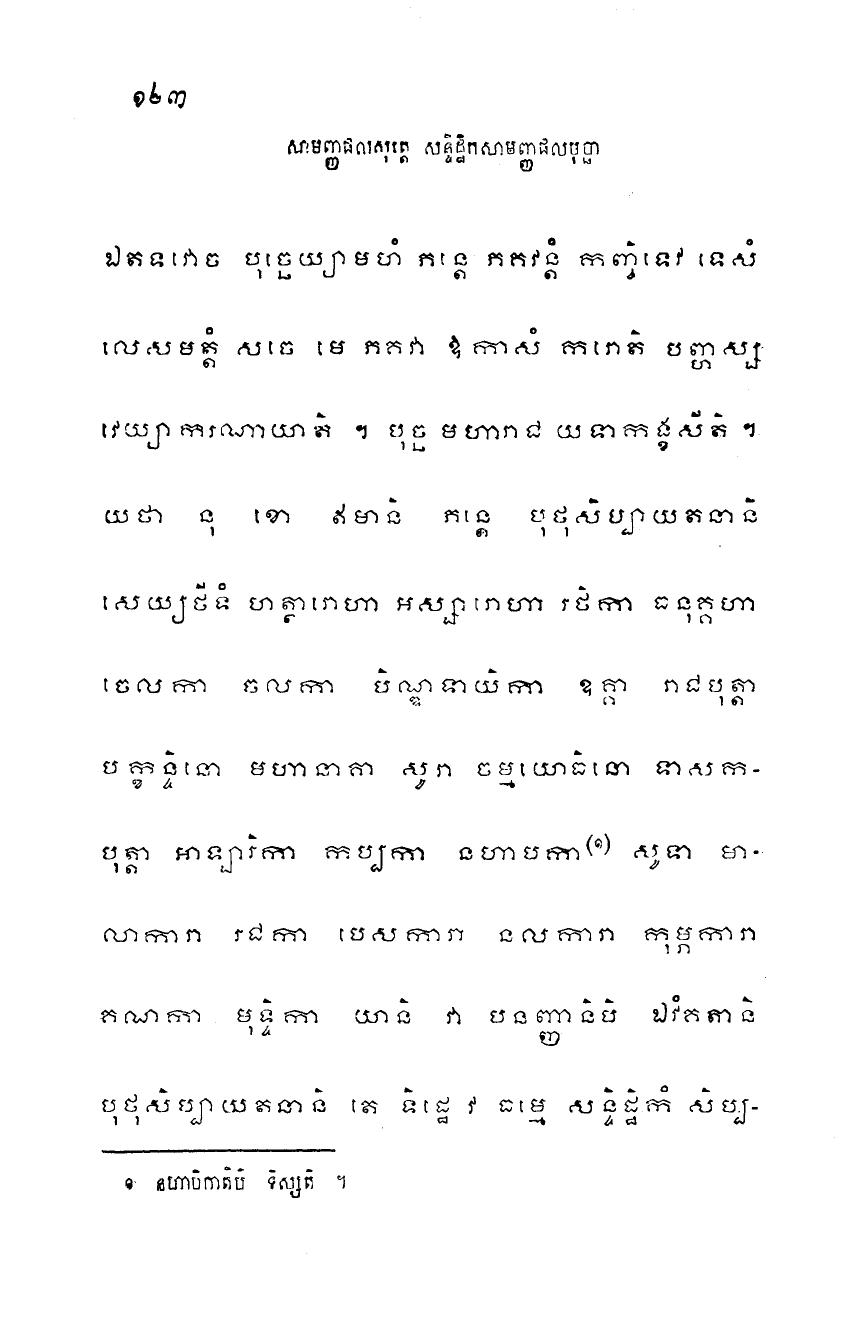 ១២៣
សាមញ្ញផលសុត្តេ សន្ទិដ្ឋិកសាមញ្ញផលបុច្ឆា
ឯតទវោច បុច្ឆេយ្យាមហំ ភន្តេ ភគវន្តំ កញ្ចិទេវ ទេសំ
លេសមត្តំ សចេ មេ ភគវា ឱកាសំ ករោតិ បញ្ហស្ស
វេយ្យាករណាយាតិ ។ បុច្ឆ មហារាជ យទាកង្ខសីតិ ។
យថា នុ ខោ ឥមានិ ភន្តេ បុថុសិប្បាយតនានិ
សេយ្យថីទំ ហត្ថារោហា អស្សារោហា រថិកា ធនុគ្គហា
ចេលកា ចលកា បិណ្ឌទាយិកា ឧគ្គា រាជបុត្តា
បក្ខន្ទិនោ មហានាគា សូរា ចម្មយោធិនោ ទាសក-
បុត្តា អាឡារិកា កប្បកា នហាបកា(១) សូទា មា-
លាការា រជកា បេសការា នលការា កុម្ភការា
គណកា មុទ្ទិកា យានិ វា បនញ្ញានិបិ ឯវំគតានិ
បុថុសិប្បាយតនានិ តេ ទិដ្ឋេវ ធម្មេ សន្ទិដ្ឋិកំ សិប្ប-
១ នហាបិកាតិបិ ទិស្សតិ ។